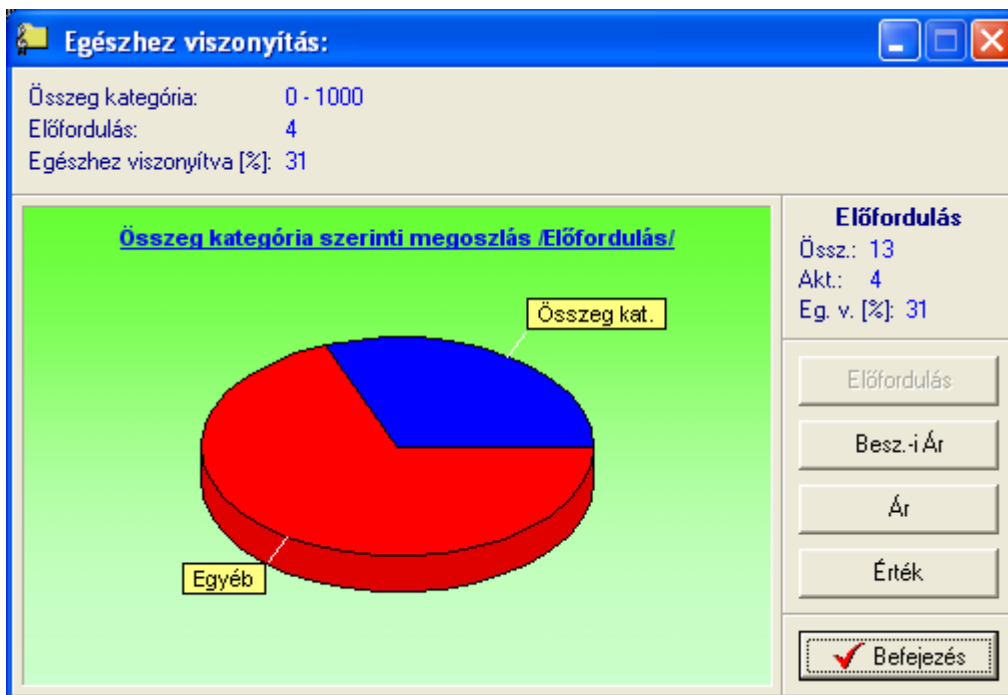 Egészhez viszonyítás:
Összeg kategória: 0 - 1000
Előfordulás: 4
Egészhez viszonyítva [%]: 31
Összeg kategória szerinti megoszlás /Előfordulás/
Összeg kat.
Egyéb
Előfordulás
Össz.: 13
Akt.: 4
Eg. v. [%]: 31
Előfordulás
Besz.-i Ár
Ár
Érték
Befejezés